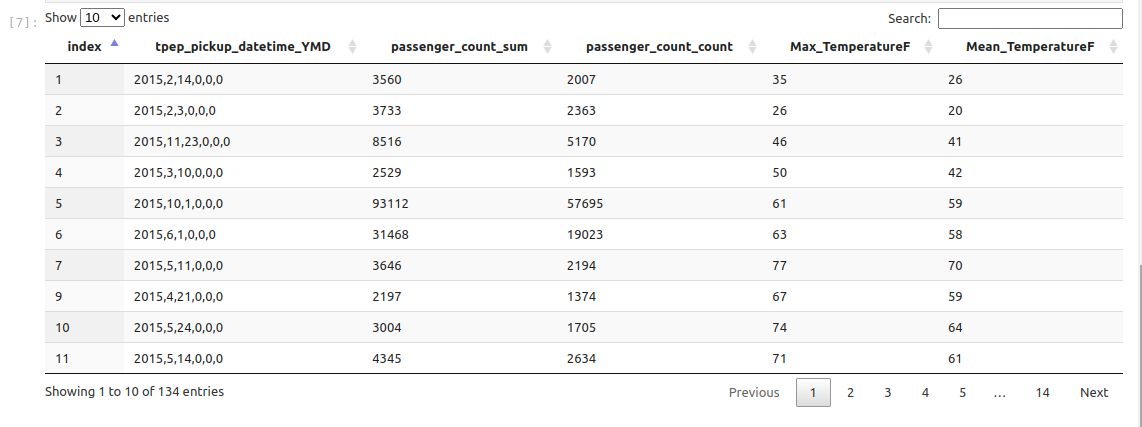 [7]:
Show 10 entries Search:
index tpep_pickup_datetime_YMD passenger_count_sum passenger_count_count Max_TemperatureF Mean_TemperatureF
1 2015,2,14,0,0,0 3560 2007 35 26
2 2015,2,3,0,0,0 3733 2363 26 20
3 2015,11,23,0,0,0 8516 5170 46 41
4 2015,3,10,0,0,0 2529 1593 50 42
5 2015,10,1,0,0,0 93112 57695 61 59
6 2015,6,1,0,0,0 31468 19023 63 58
7 2015,5,11,0,0,0 3646 2194 77 70
9 2015,4,21,0,0,0 2197 1374 67 59
10 2015,5,24,0,0,0 3004 1705 74 64
11 2015,5,14,0,0,0 4345 2634 71 61
Showing 1 to 10 of 134 entries Previous 1 2 3 4 5 … 14 Next